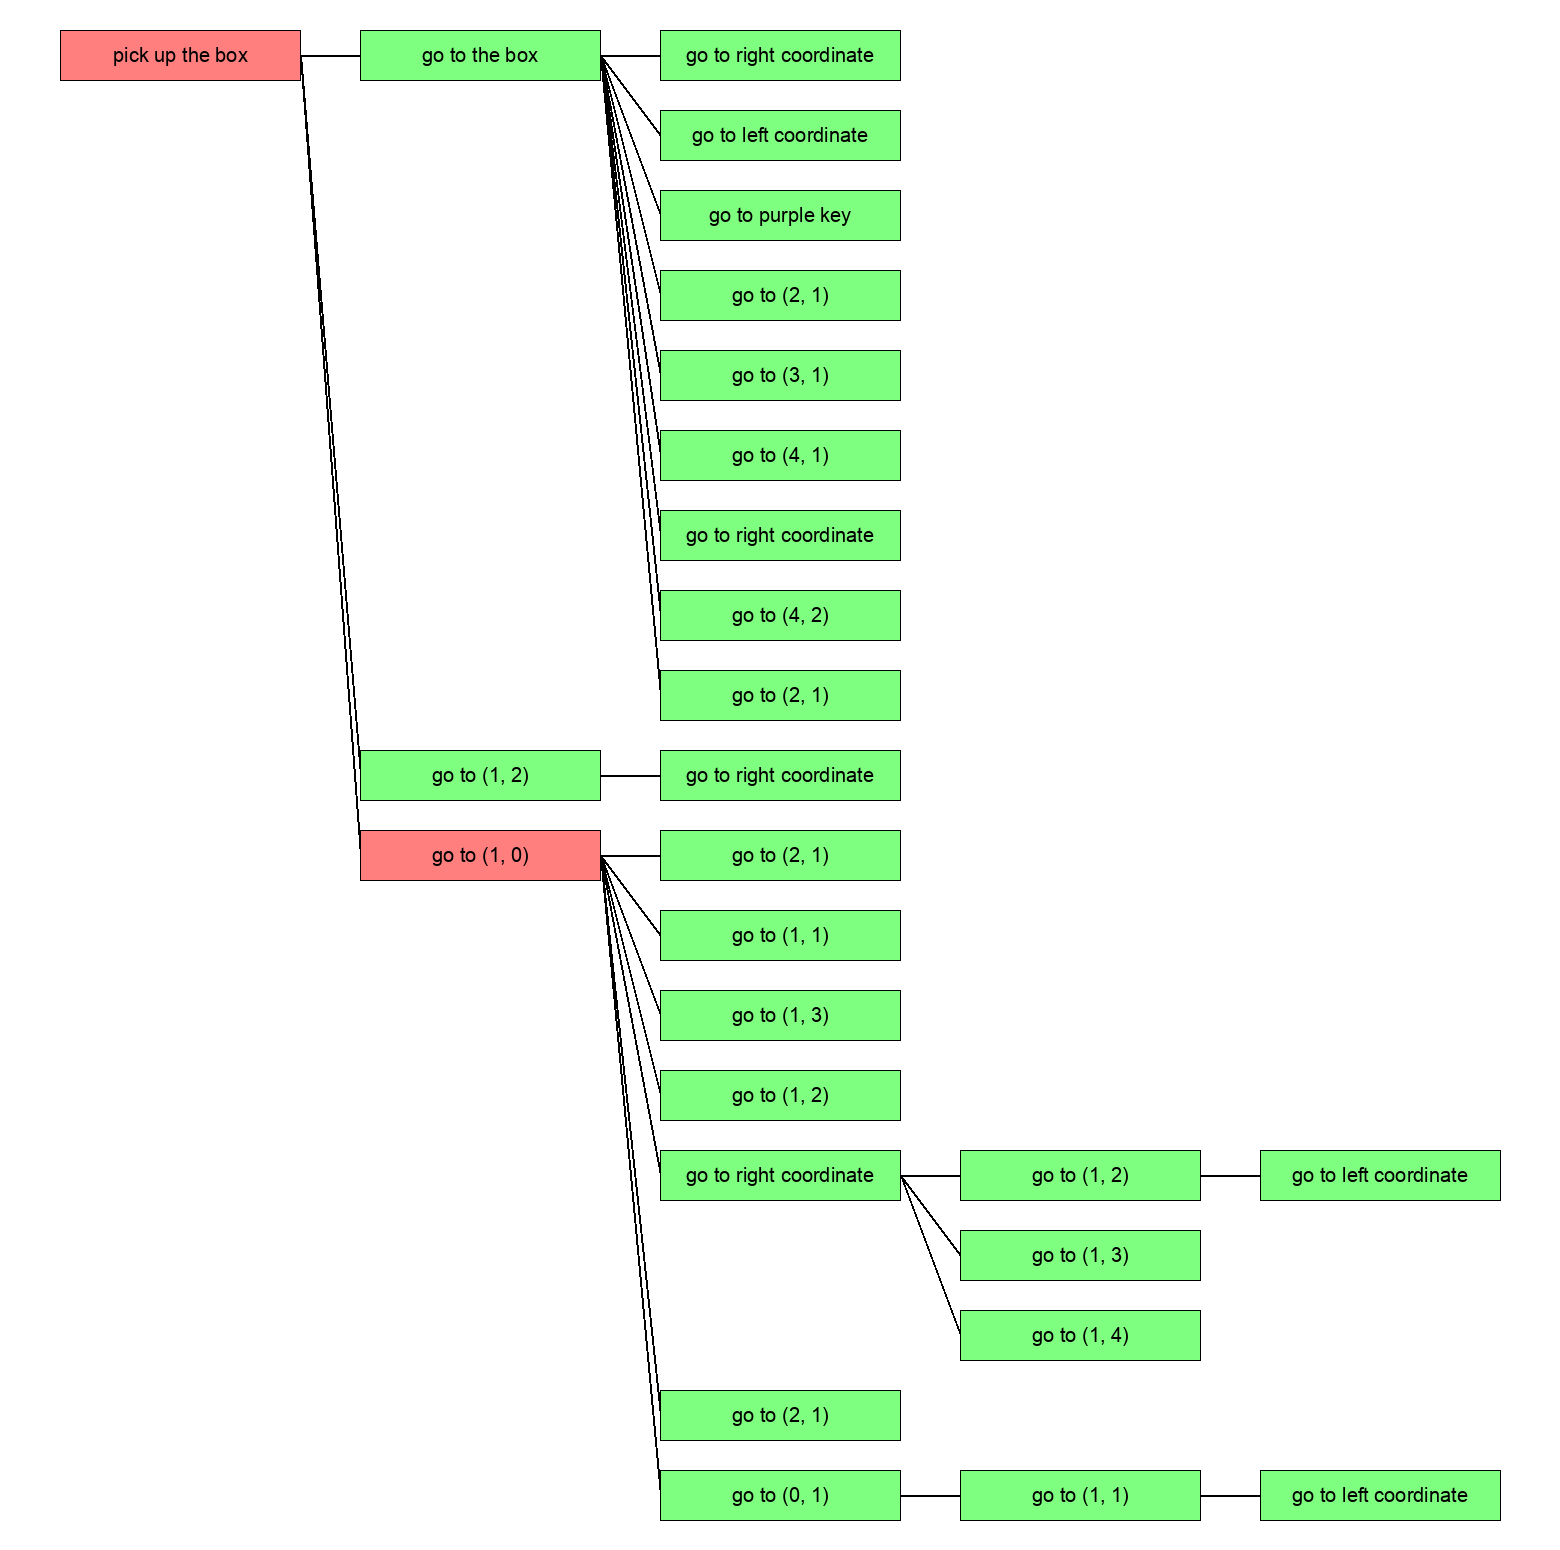 pick up the box
go to the box
go to right coordinate
go to left coordinate
go to purple key
go to (2, 1)
go to (3, 1)
go to (4, 1)
go to right coordinate
go to (4, 2)
go to (2, 1)
go to (1, 2)
go to right coordinate
go to (1, 0)
go to (2, 1)
go to (1, 1)
go to (1, 3)
go to (1, 2)
go to right coordinate
go to (1, 2)
go to left coordinate
go to (1, 3)
go to (1, 4)
go to (2, 1)
go to (0, 1)
go to (1, 1)
go to left coordinate